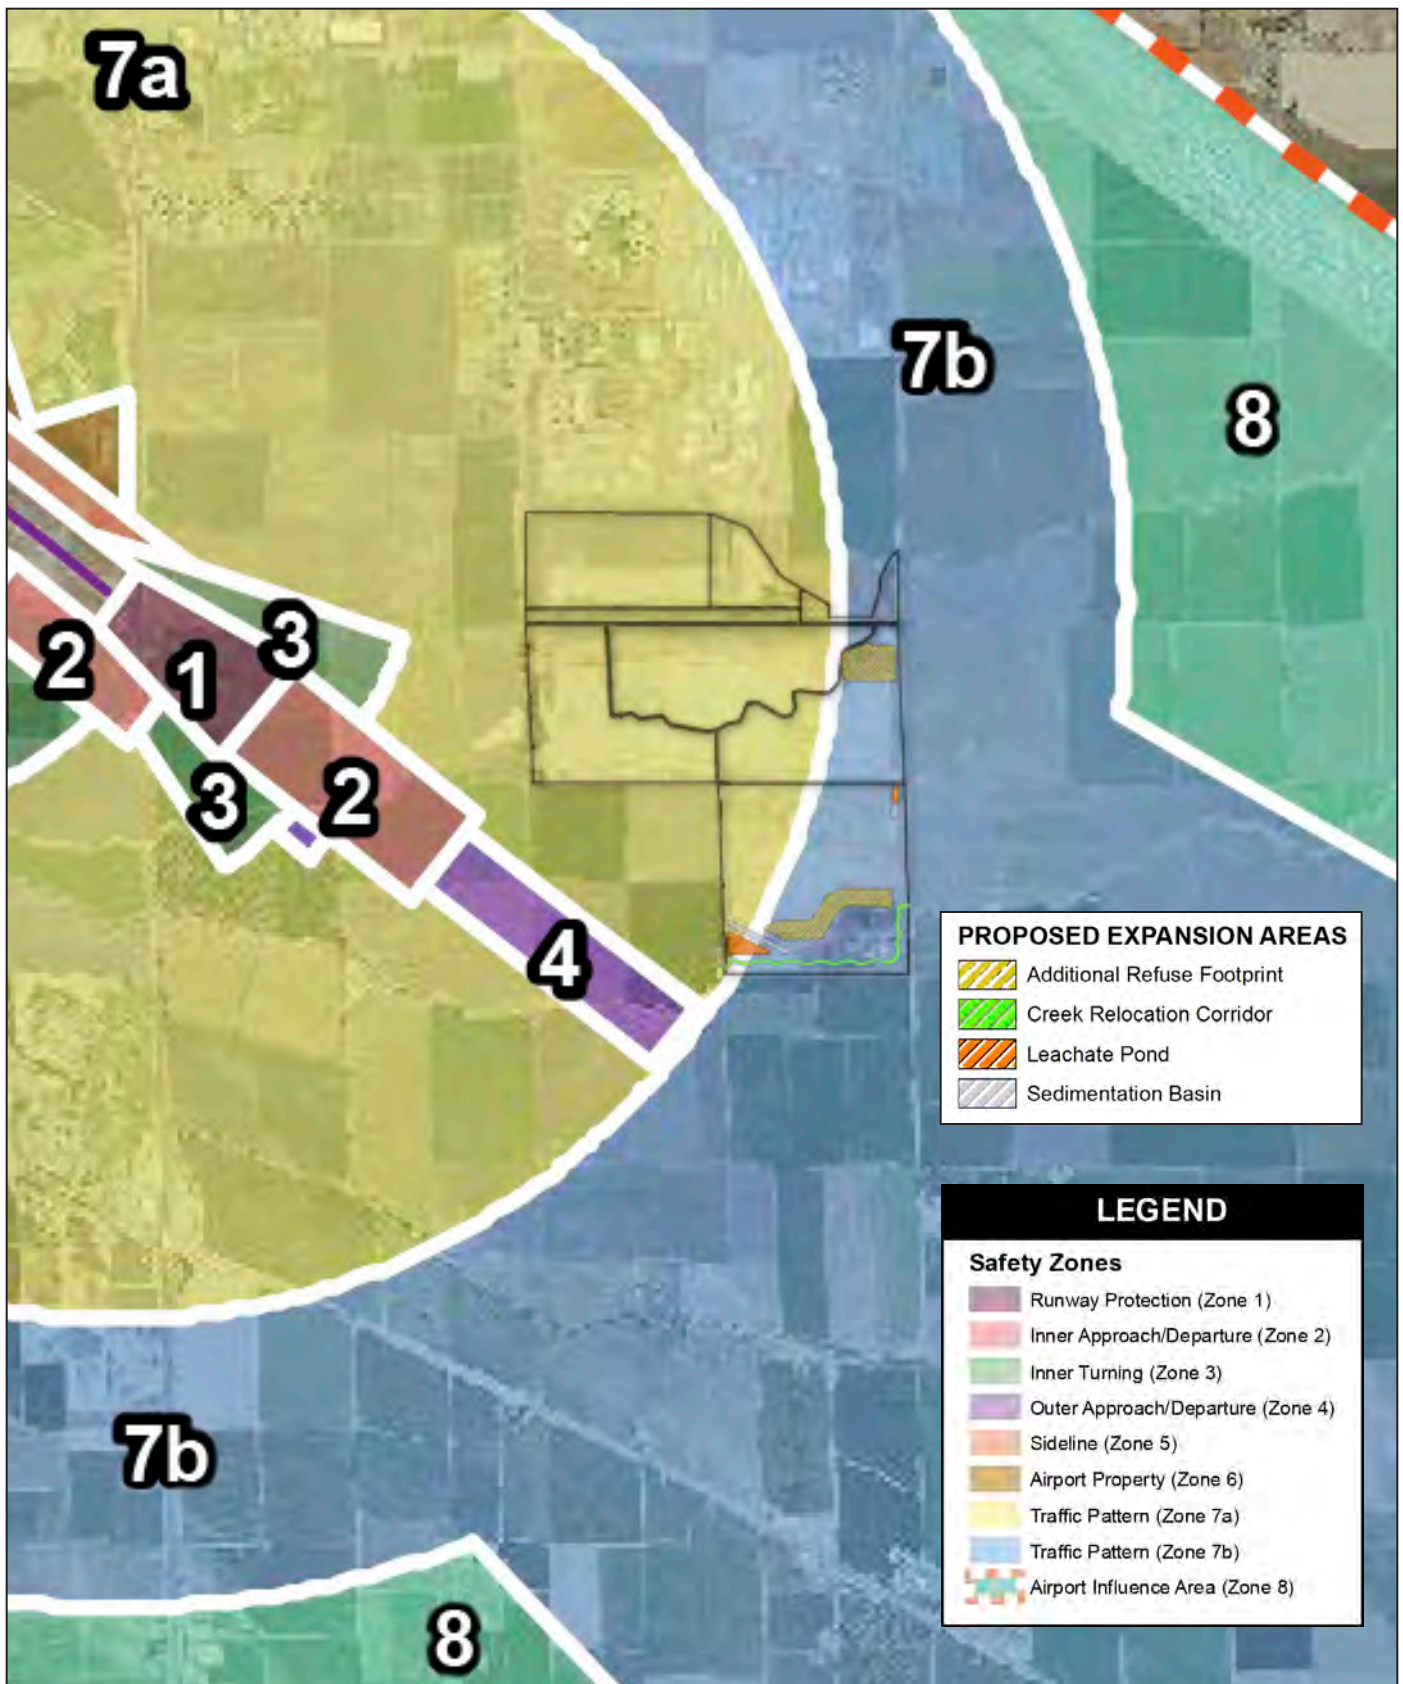 7a
7b
8
3
2
1
3
2
4
PROPOSED EXPANSION AREAS
Additional Refuse Footprint
Creek Relocation Corridor
Leachate Pond
Sedimentation Basin
LEGEND
Safety Zones
Runway Protection (Zone 1)
Inner Approach/Departure (Zone 2)
Inner Turning (Zone 3)
Outer Approach/Departure (Zone 4)
Sideline (Zone 5)
Airport Property (Zone 6)
Traffic Pattern (Zone 7a)
Traffic Pattern (Zone 7b)
Airport Influence Area (Zone 8)
7b
8